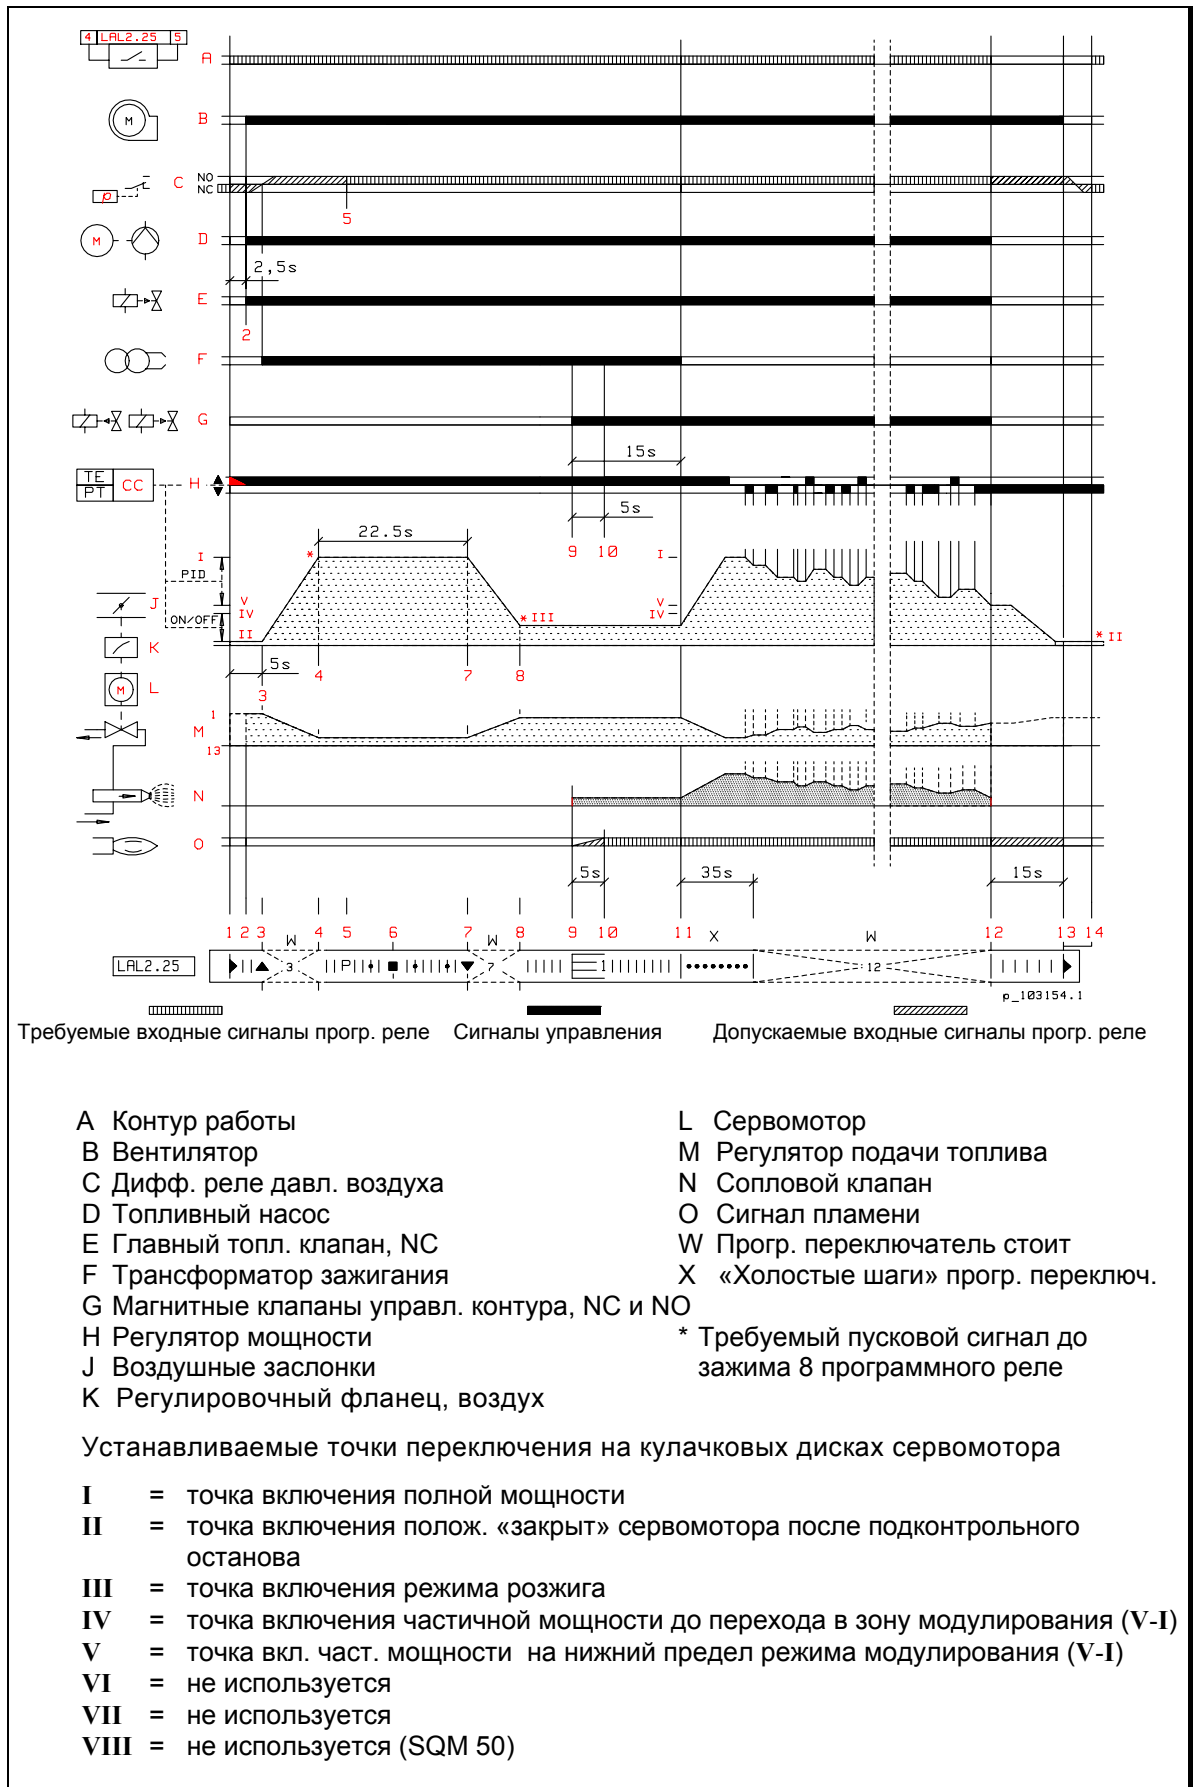 4 LAL2.25 5
A
M
B
NO
NC
p
C
5
M
D
2,5s
E
2
F
G
15s
TE
PT
CC
H
5s
22.5s
9 10
I
*
I
PID
V
IV
V
IV
J
ON/OFF
II
* III
* II
K
5s
3
4
7
8
M
L
1
M
13
N
O
5s
35s
15s
1 2 3 W 4 5 6 7 W 8 9 10 11 X W 12 13 14
LAL2.25
3 P 7 1 12
p_103154.1
Требуемые входные сигналы прогр. реле Сигналы управления Допускаемые входные сигналы прогр. реле
A Контур работы
B Вентилятор
C Дифф. реле давл. воздуха
D Топливный насос
E Главный топл. клапан, NC
F Трансформатор зажигания
G Магнитные клапаны управл. контура, NC и NO
H Регулятор мощности
J Воздушные заслонки
K Регулировочный фланец, воздух
L Сервомотор
M Регулятор подачи топлива
N Сопловой клапан
O Сигнал пламени
W Прогр. переключатель стоит
X «Холостые шаги» прогр. переключ.
* Требуемый пусковой сигнал до
зажима 8 программного реле
Устанавливаемые точки переключения на кулачковых дисках сервомотора
I = точка включения полной мощности
II = точка включения полож. «закрыт» сервомотора после подконтрольного
останова
III = точка включения режима розжига
IV = точка включения частичной мощности до перехода в зону модулирования (V-I)
V = точка вкл. част. мощности на нижний предел режима модулирования (V-I)
VI = не используется
VII = не используется
VIII = не используется (SQM 50)